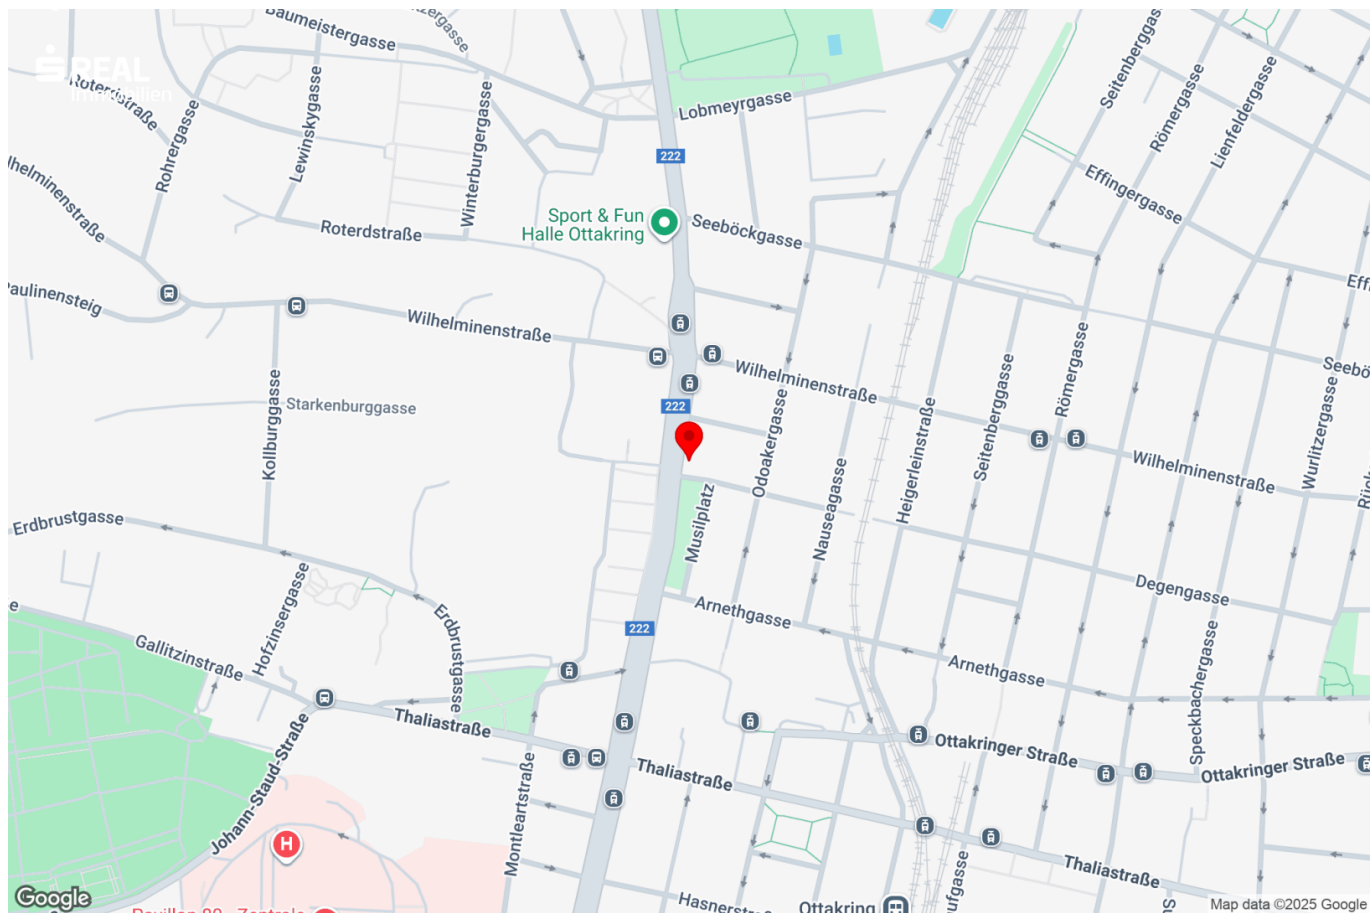 Baumeistergasse
Seitenberggasse
Römergasse
Lienfeldergasse
REAL
Immobilien
Roterdstraße
Rohrergasse
Lewinskygasse
Winterburgergasse
Lobmeyrgasse
222
Effingergasse
Sport & Fun
Halle Ottakring
Seeböckgasse
Roterdstraße
Paulinensteig
Wilhelminenstraße
Wilhelminenstraße
Starkenburggasse
222
Kollburggasse
Odoakergasse
Nauseagasse
Heigerleinstraße
Seitenberggasse
Römergasse
Wilhelminenstraße
Wurlitzergasse
Erdbrustgasse
Musilplatz
Degengasse
Hofzinsergasse
Erdbrustgasse
Arnethgasse
222
Gallitzinstraße
Arnethgasse
Speckbachergasse
Thaliastraße
Johann-Staud-Straße
Montleartstraße
Ottakringer Straße
Ottakringer Straße
Thaliastraße
H
Thaliastraße
Google
Ottakring
Map data ©2025 Google